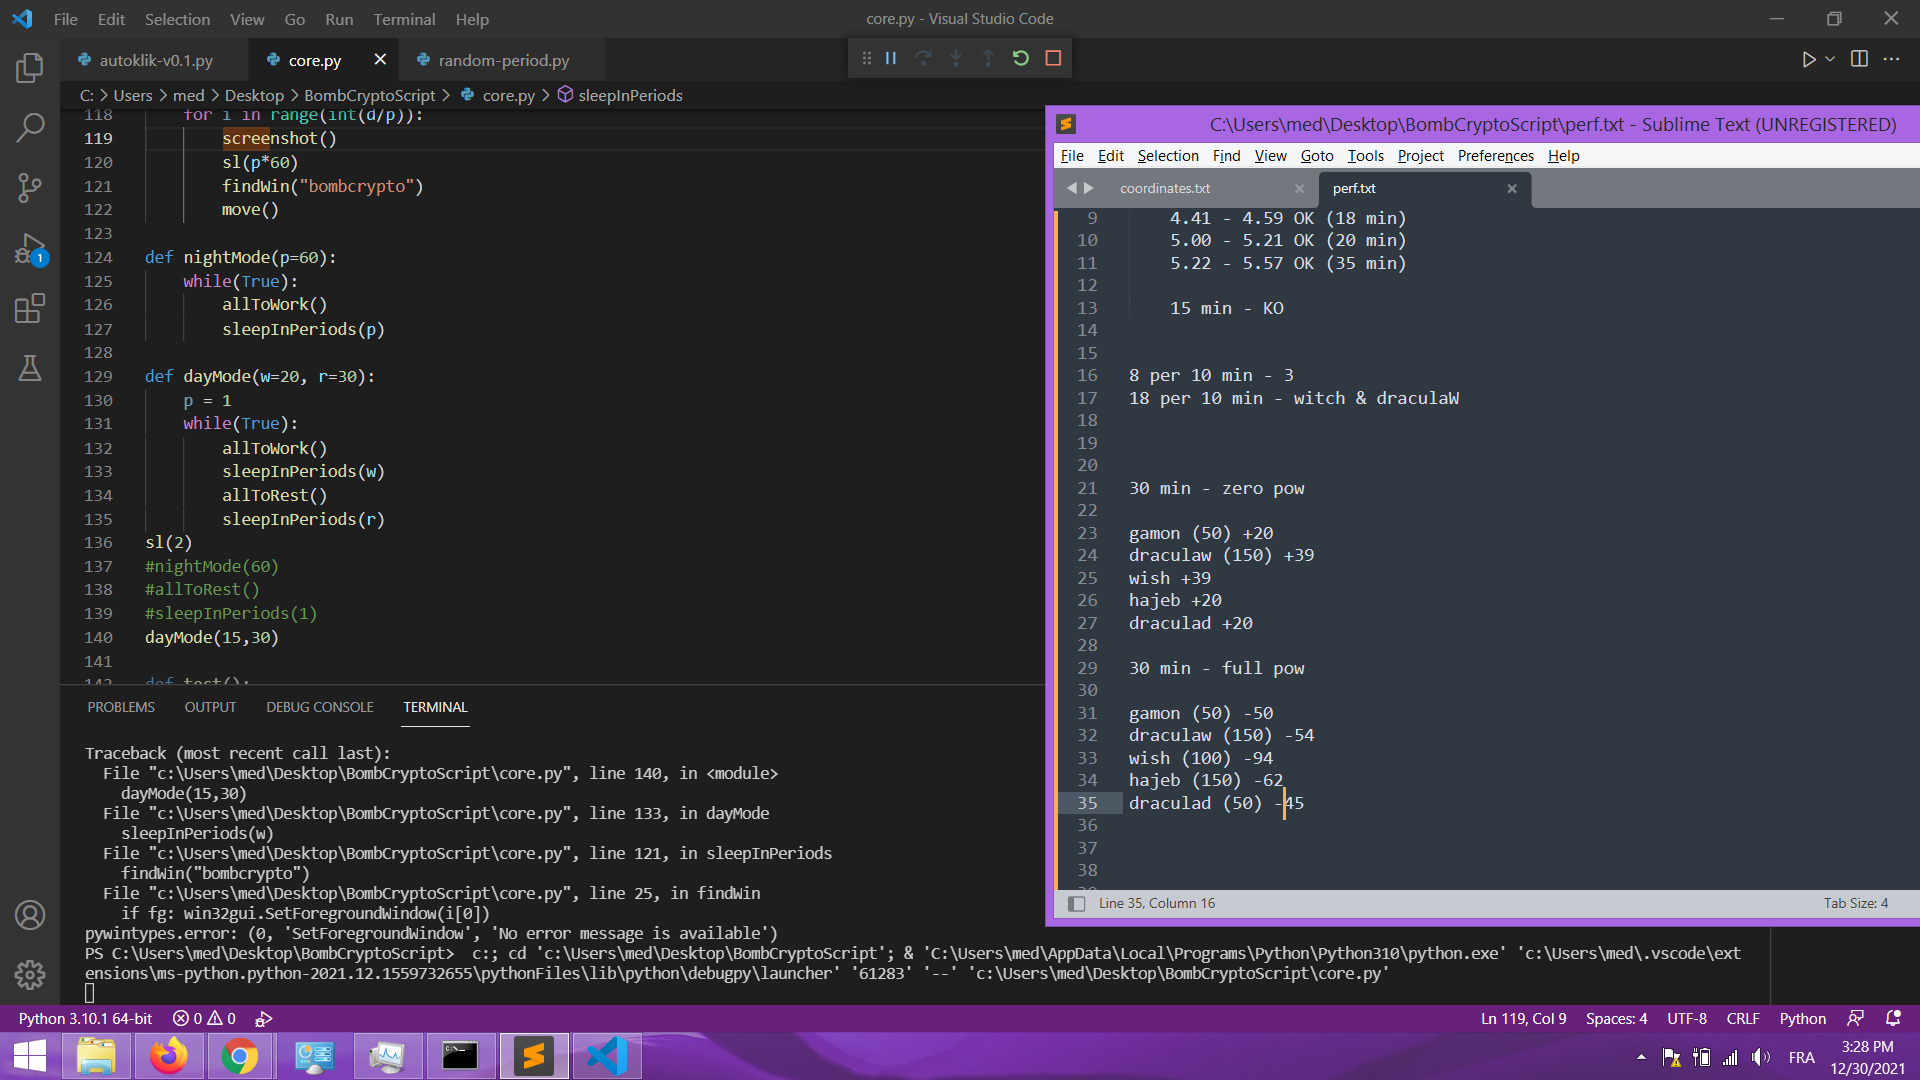 File Edit Selection View Go Run Terminal Help
core.py - Visual Studio Code
autoklik-v0.1.py
core.py
random-period.py
C: > Users > med > Desktop > BombCryptoScript > core.py > sleepInPeriods
118 for i in range(int(d/p)):
119 screenshot()
120 sl(p*60)
121 findWin("bombcrypto")
122 move()
123
124 def nightMode(p=60):
125 while(True):
126 allToWork()
127 sleepInPeriods(p)
128
129 def dayMode(w=20, r=30):
130 p = 1
131 while(True):
132 allToWork()
133 sleepInPeriods(w)
134 allToRest()
135 sleepInPeriods(r)
136 sl(2)
137 #nightMode(60)
138 #allToRest()
139 #sleepInPeriods(1)
140 dayMode(15,30)
141
142 def test():
PROBLEMS OUTPUT DEBUG CONSOLE TERMINAL
Traceback (most recent call last):
File "c:\Users\med\Desktop\BombCryptoScript\core.py", line 140, in <module>
dayMode(15,30)
File "c:\Users\med\Desktop\BombCryptoScript\core.py", line 133, in dayMode
sleepInPeriods(w)
File "c:\Users\med\Desktop\BombCryptoScript\core.py", line 121, in sleepInPeriods
findWin("bombcrypto")
File "c:\Users\med\Desktop\BombCryptoScript\core.py", line 25, in findWin
if fg: win32gui.SetForegroundWindow(i[0])
pywintypes.error: (0, 'SetForegroundWindow', 'No error message is available')
PS C:\Users\med\Desktop\BombCryptoScript> c:; cd 'c:\Users\med\Desktop\BombCryptoScript'; & 'C:\Users\med\AppData\Local\Programs\Python\Python310\python.exe' 'c:\Users\med\.vscode\ext
ensions\ms-python.python-2021.12.1559732655\pythonFiles\lib\python\debugpy\launcher' '61283' '--' 'c:\Users\med\Desktop\BombCryptoScript\core.py'
C:\Users\med\Desktop\BombCryptoScript\perf.txt - Sublime Text (UNREGISTERED)
File Edit Selection Find View Goto Tools Project Preferences Help
coordinates.txt
perf.txt
9 4.41 - 4.59 OK (18 min)
10 5.00 - 5.21 OK (20 min)
11 5.22 - 5.57 OK (35 min)
12
13 15 min - KO
14
15
16 8 per 10 min - 3
17 18 per 10 min - witch & draculaW
18
19
20
21 30 min - zero pow
22
23 gamon (50) +20
24 draculaw (150) +39
25 wish +39
26 hajeb +20
27 draculad +20
28
29 30 min - full pow
30
31 gamon (50) -50
32 draculaw (150) -54
33 wish (100) -94
34 hajeb (150) -62
35 draculad (50) -45
36
37
38
39
Line 35, Column 16
Tab Size: 4
1
Python 3.10.1 64-bit 0 0
Ln 119, Col 9 Spaces: 4 UTF-8 CRLF Python
FRA
3:28 PM
12/30/2021